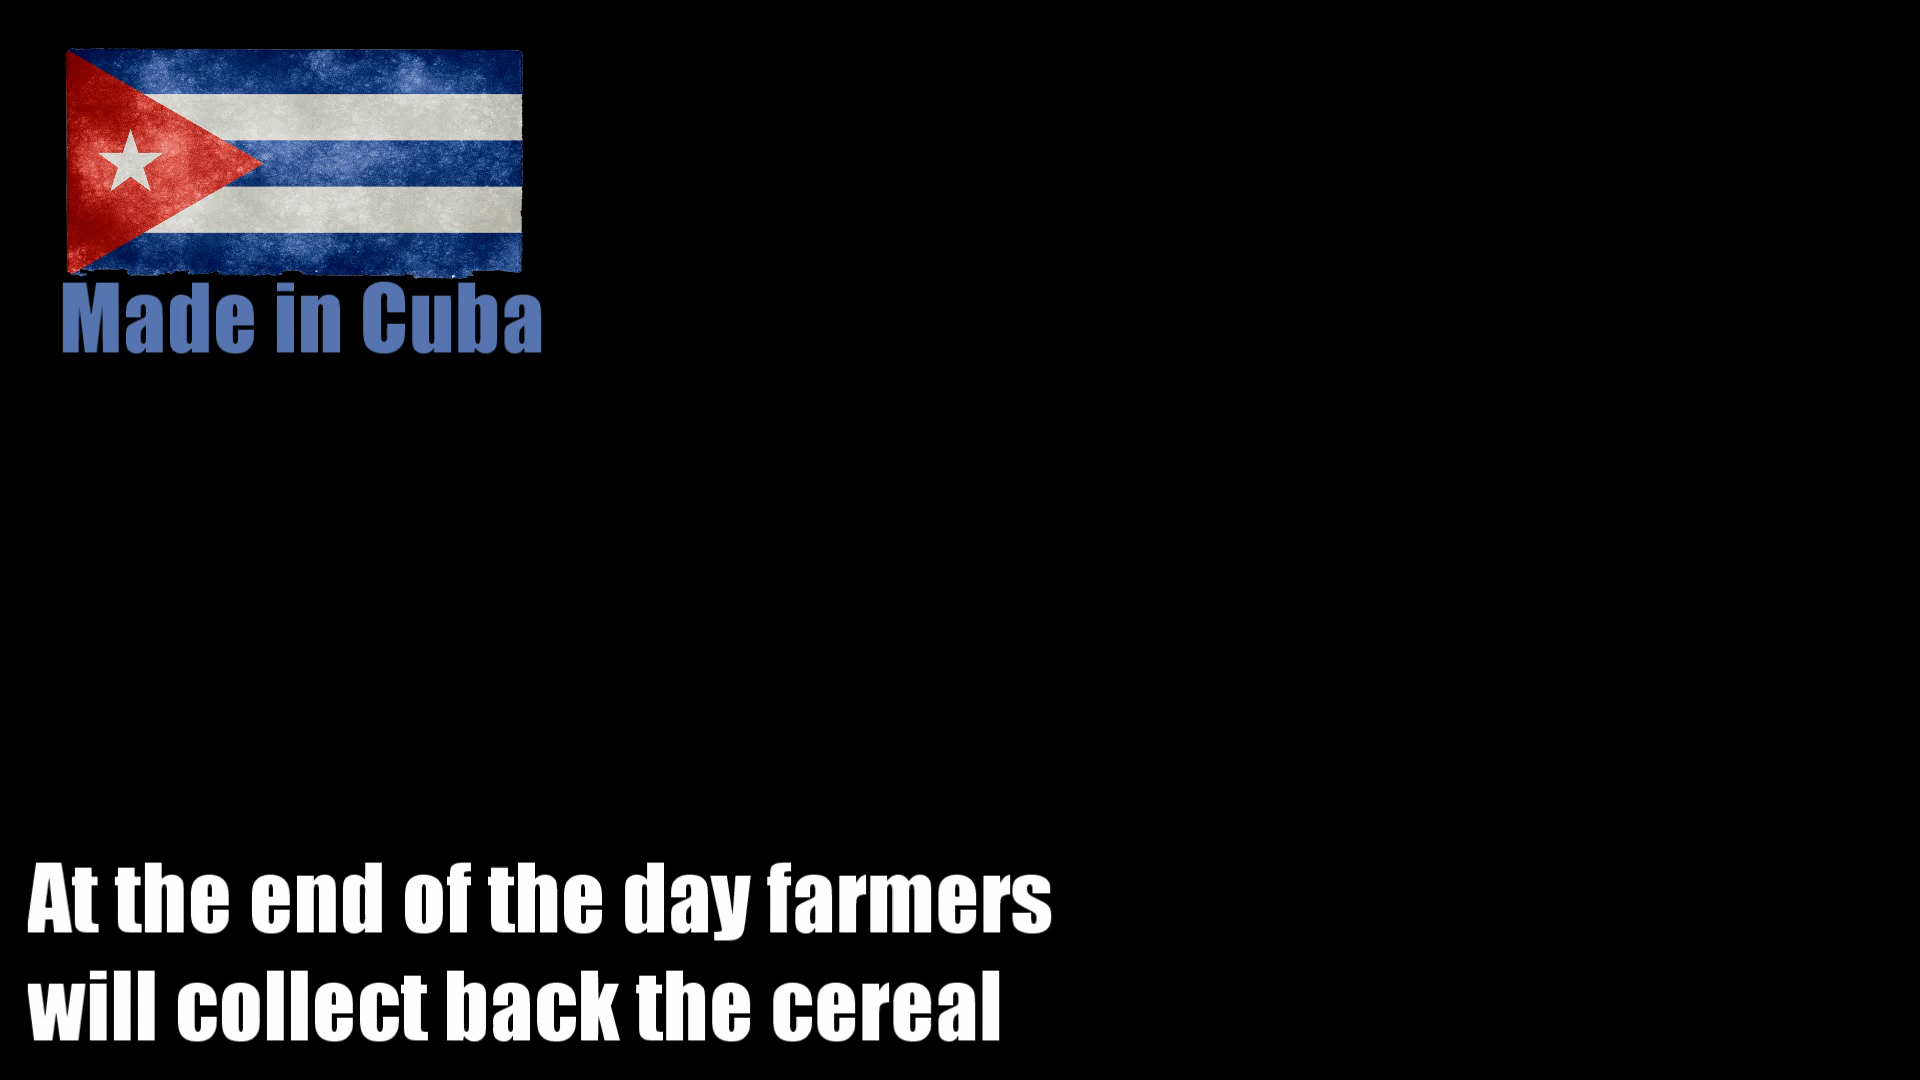 Made in Cuba
At the end of the day farmers
will collect back the cereal